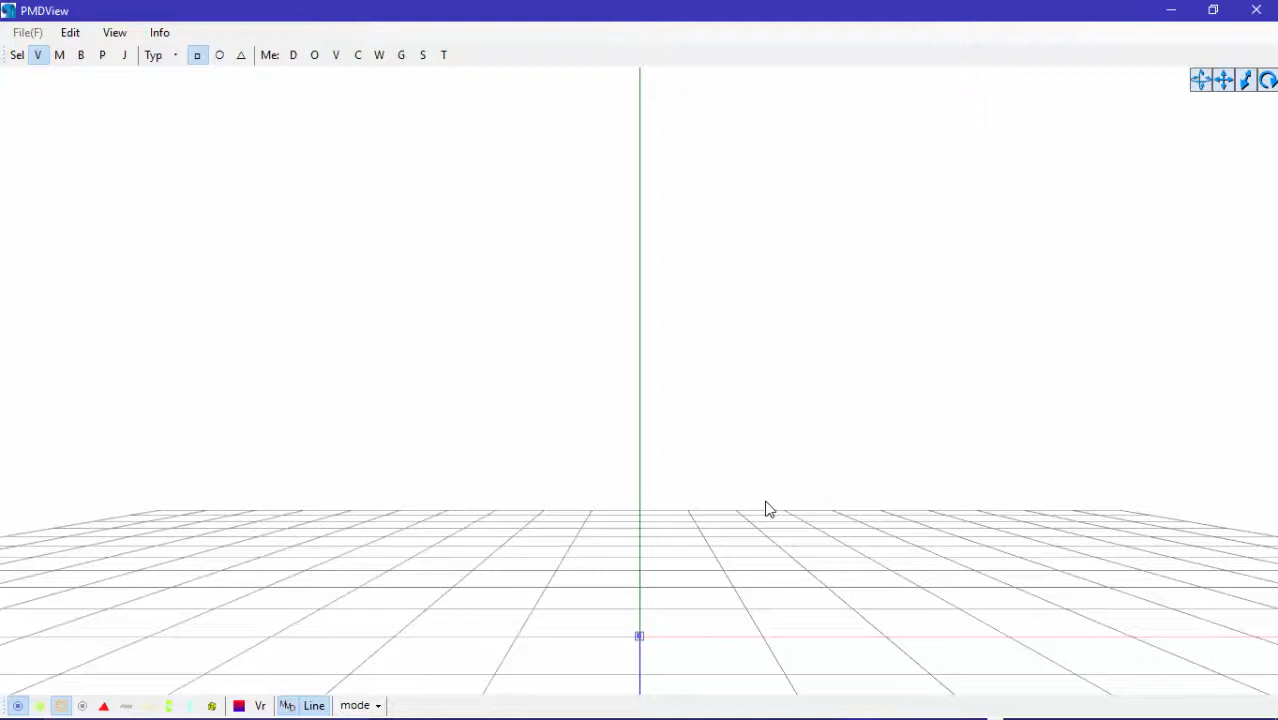 PMDView
File(F) Edit View Info
Sel V M B P J Typ Me: D O V C W G S T
Vr Line mode